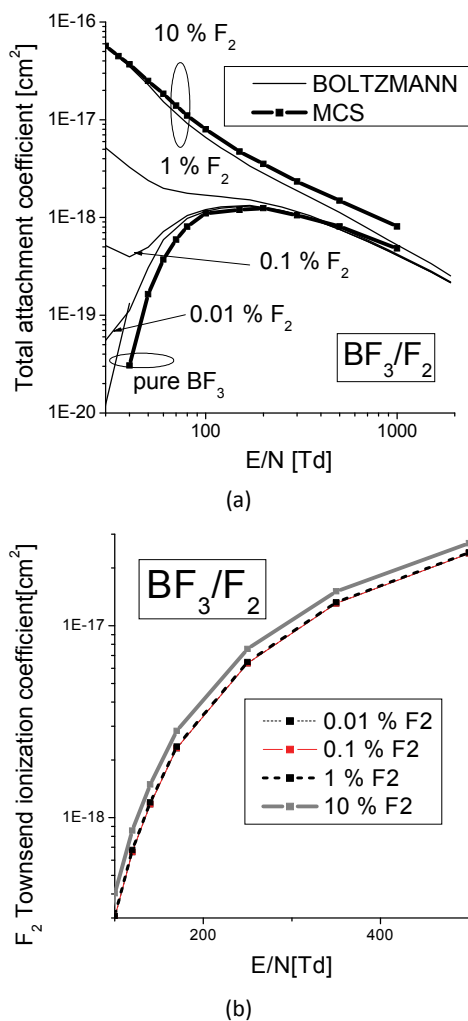 1E-16
10 % F₂
BOLTZMANN
MCS
1E-17
1 % F₂
1E-18
0.1 % F₂
1E-19
0.01 % F₂
pure BF₃
BF₃/F₂
1E-20
100
1000
Total attachment coefficient [cm²]
E/N [Td]
(a)
BF₃/F₂
1E-17
0.01 % F2
0.1 % F2
1 % F2
10 % F2
1E-18
200
400
F₂ Townsend ionization coefficient[cm²]
E/N[Td]
(b)